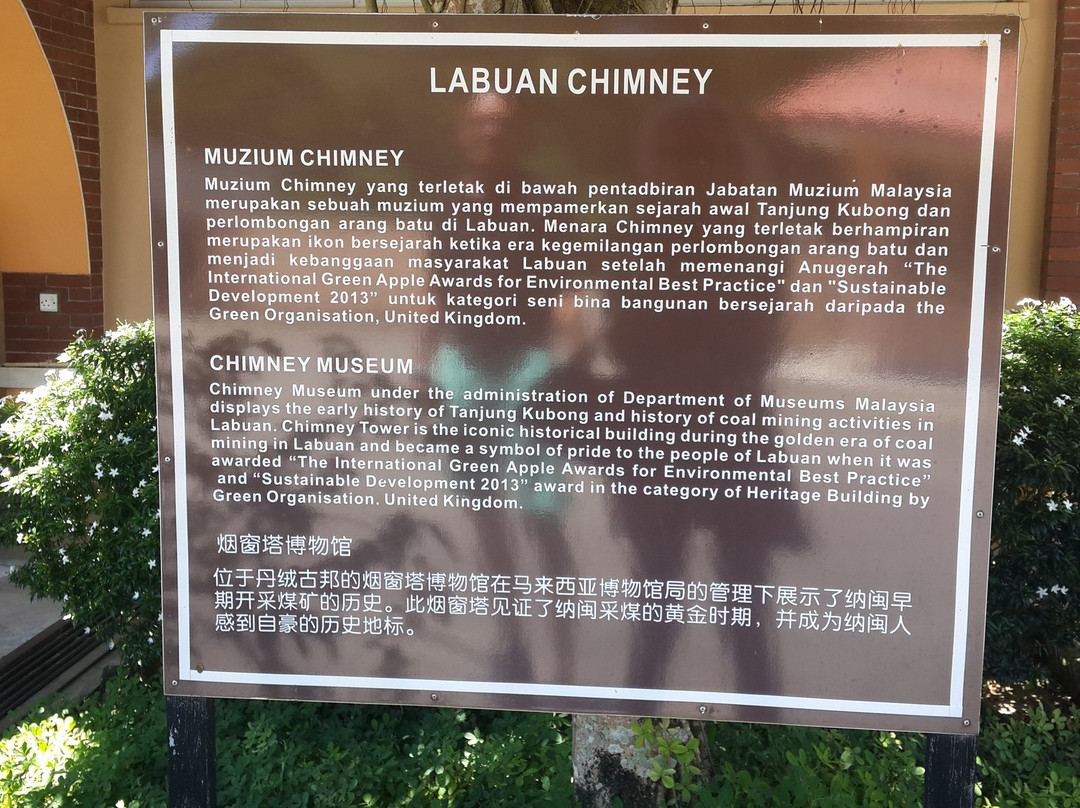 LABUAN CHIMNEY
MUZIUM CHIMNEY
Muzium Chimney yang terletak di bawah pentadbiran Jabatan Muzium Malaysia
merupakan sebuah muzium yang mempamerkan sejarah awal Tanjung Kubong dan
perlombongan arang batu di Labuan. Menara Chimney yang terletak berhampiran
merupakan ikon bersejarah ketika era kegemilangan perlombongan arang batu dan
menjadi kebanggaan masyarakat Labuan setelah memenangi Anugerah “The
International Green Apple Awards for Environmental Best Practice" dan "Sustainable
Development 2013” untuk kategori seni bina bangunan bersejarah daripada the
Green Organisation, United Kingdom.
CHIMNEY MUSEUM
Chimney Museum under the administration of Department of Museums Malaysia
displays the early history of Tanjung Kubong and history of coal mining activities in
Labuan. Chimney Tower is the iconic historical building during the golden era of coal
mining in Labuan and became a symbol of pride to the people of Labuan when it was
awarded “The International Green Apple Awards for Environmental Best Practice”
and “Sustainable Development 2013” award in the category of Heritage Building by
Green Organisation. United Kingdom.
烟窗塔博物馆
位于丹绒古邦的烟窗塔博物馆在马来西亚博物馆局的管理下展示了纳闽早
期开采煤矿的历史。此烟窗塔见证了纳闽采煤的黄金时期，并成为纳闽人
感到自豪的历史地标。